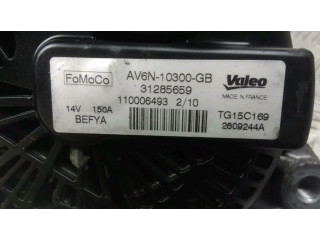 FoMoCo
AV6N-10300-GB
31285659
Valeo
MADE IN FRANCE
14V 150A
110006493 2/10
BEFYA
TG15C169
2609244A